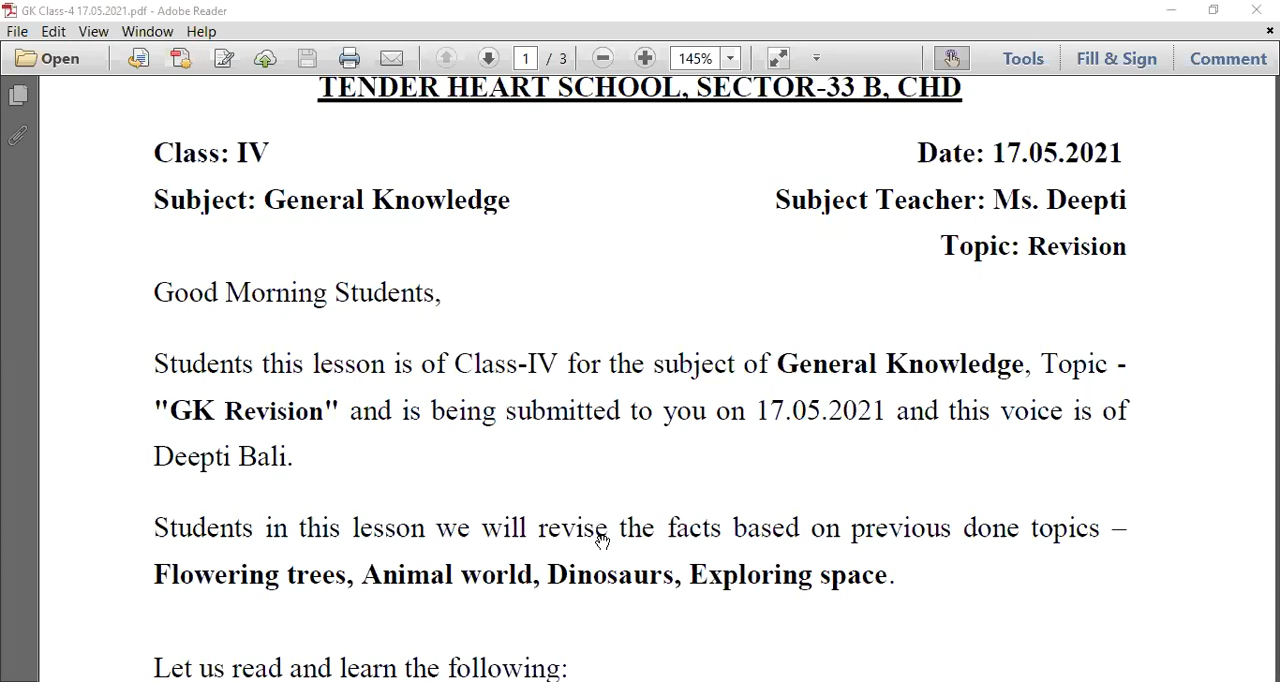 GK Class-4 17.05.2021.pdf - Adobe Reader
File Edit View Window Help
Open 1 / 3 145% Tools Fill & Sign Comment
TENDER HEART SCHOOL, SECTOR-33 B, CHD
Class: IV Date: 17.05.2021
Subject: General Knowledge Subject Teacher: Ms. Deepti
Topic: Revision
Good Morning Students,
Students this lesson is of Class-IV for the subject of General Knowledge, Topic -
"GK Revision" and is being submitted to you on 17.05.2021 and this voice is of
Deepti Bali.
Students in this lesson we will revise the facts based on previous done topics –
Flowering trees, Animal world, Dinosaurs, Exploring space.
Let us read and learn the following: